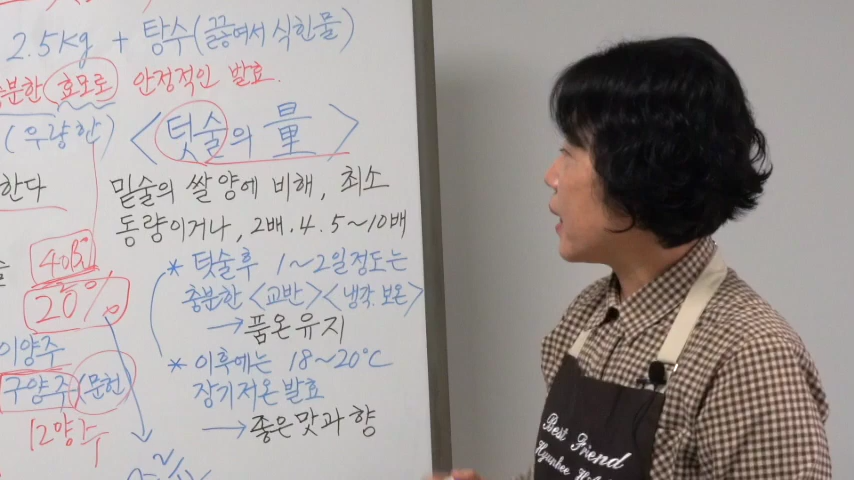 2.5kg + 탕수(끓여서 식힌물)
충분한 효모로 안정적인 발효.
(우량한)
<덧술의 量>
한다
밑술의 쌀 양에 비해, 최소
동량이거나, 2배.4.5~10배
* 덧술후 1~2일정도는
충분한 <교반> <냉각.보온>
→ 품온유지
20%
이양주
* 이후에는 18~20℃
구양주(문헌)
장기저온발효
12양주
→ 좋은맛과 향
Best Friend